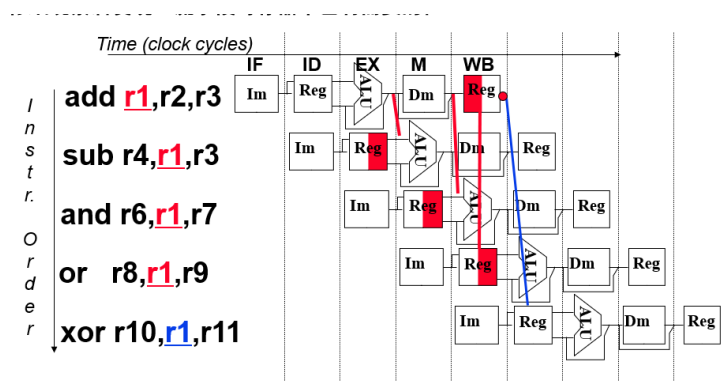 Time (clock cycles)
IF ID EX M WB
Instr. Order
add r1,r2,r3 Im Reg ALU Dm Reg
sub r4,r1,r3 Im Reg ALU Dm Reg
and r6,r1,r7 Im Reg ALU Dm Reg
or r8,r1,r9 Im Reg ALU Dm Reg
xor r10,r1,r11 Im Reg ALU Dm Reg